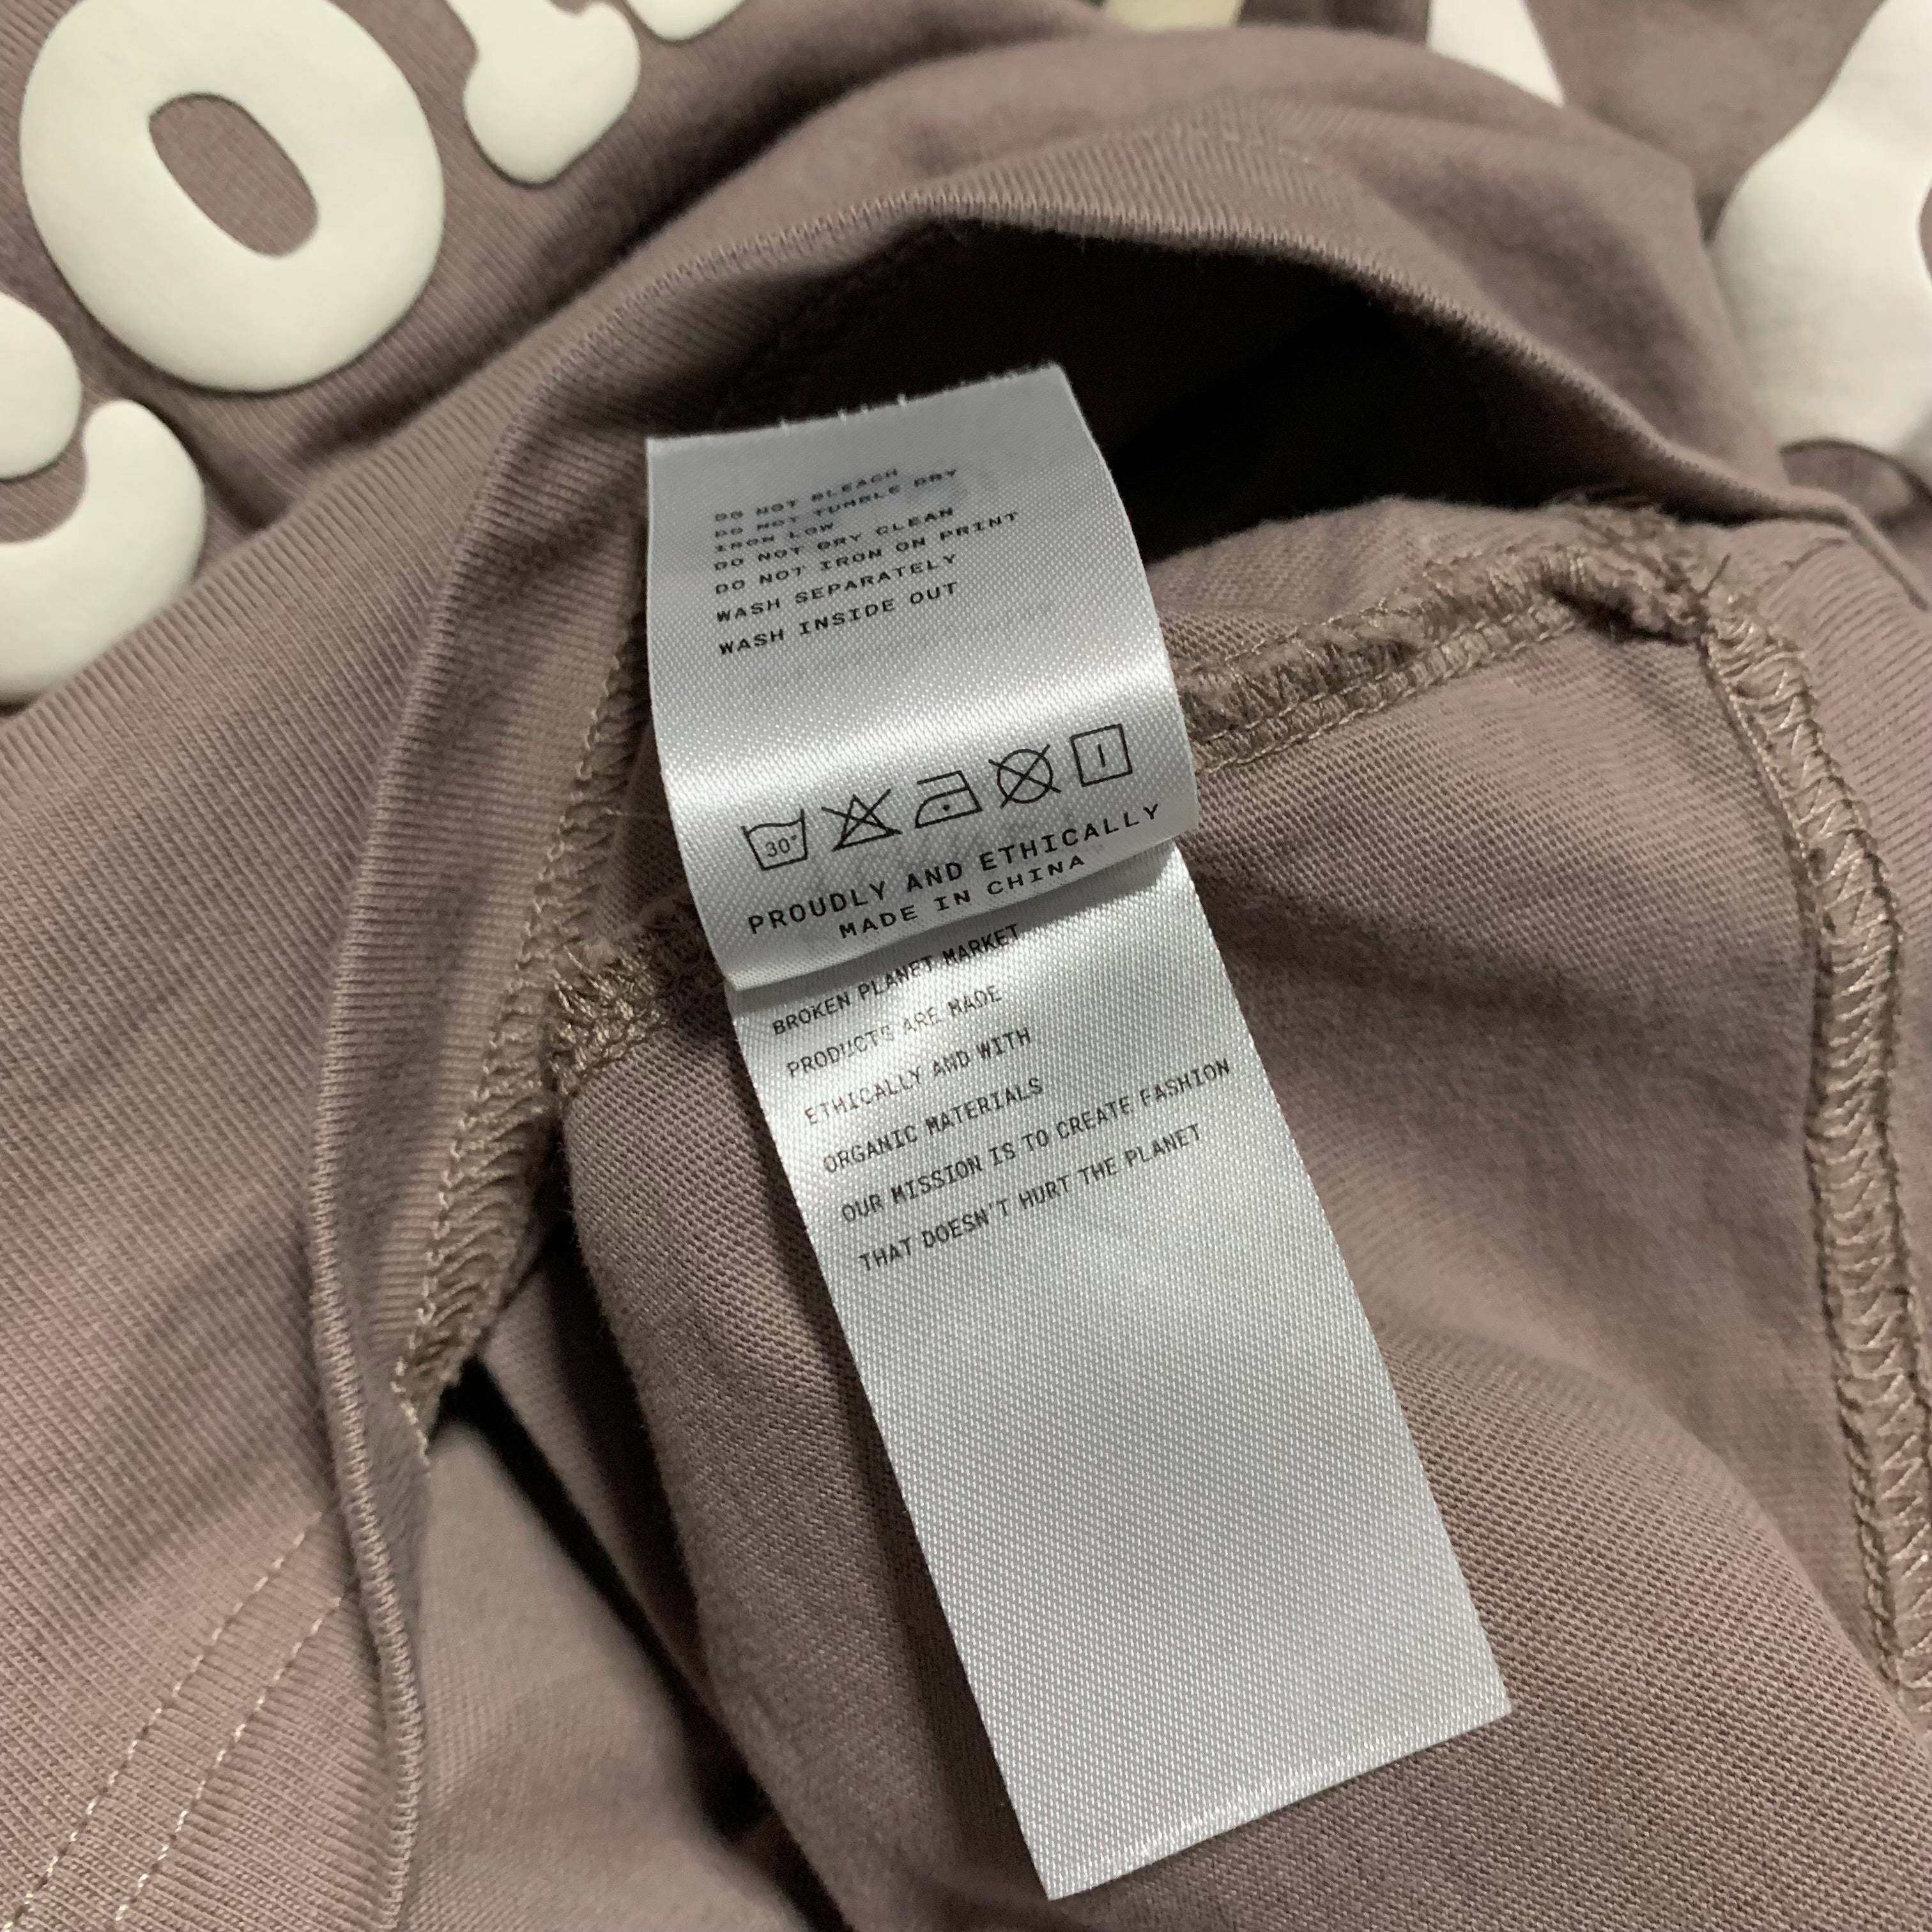 DO NOT BLEACH
DO NOT TUMBLE DRY
IRON LOW
DO NOT DRY CLEAN
DO NOT IRON ON PRINT
WASH SEPARATELY
WASH INSIDE OUT
30°
PROUDLY AND ETHICALLY
MADE IN CHINA
BROKEN PLANET MARKET
PRODUCTS ARE MADE
ETHICALLY AND WITH
ORGANIC MATERIALS
OUR MISSION IS TO CREATE FASHION
THAT DOESN'T HURT THE PLANET